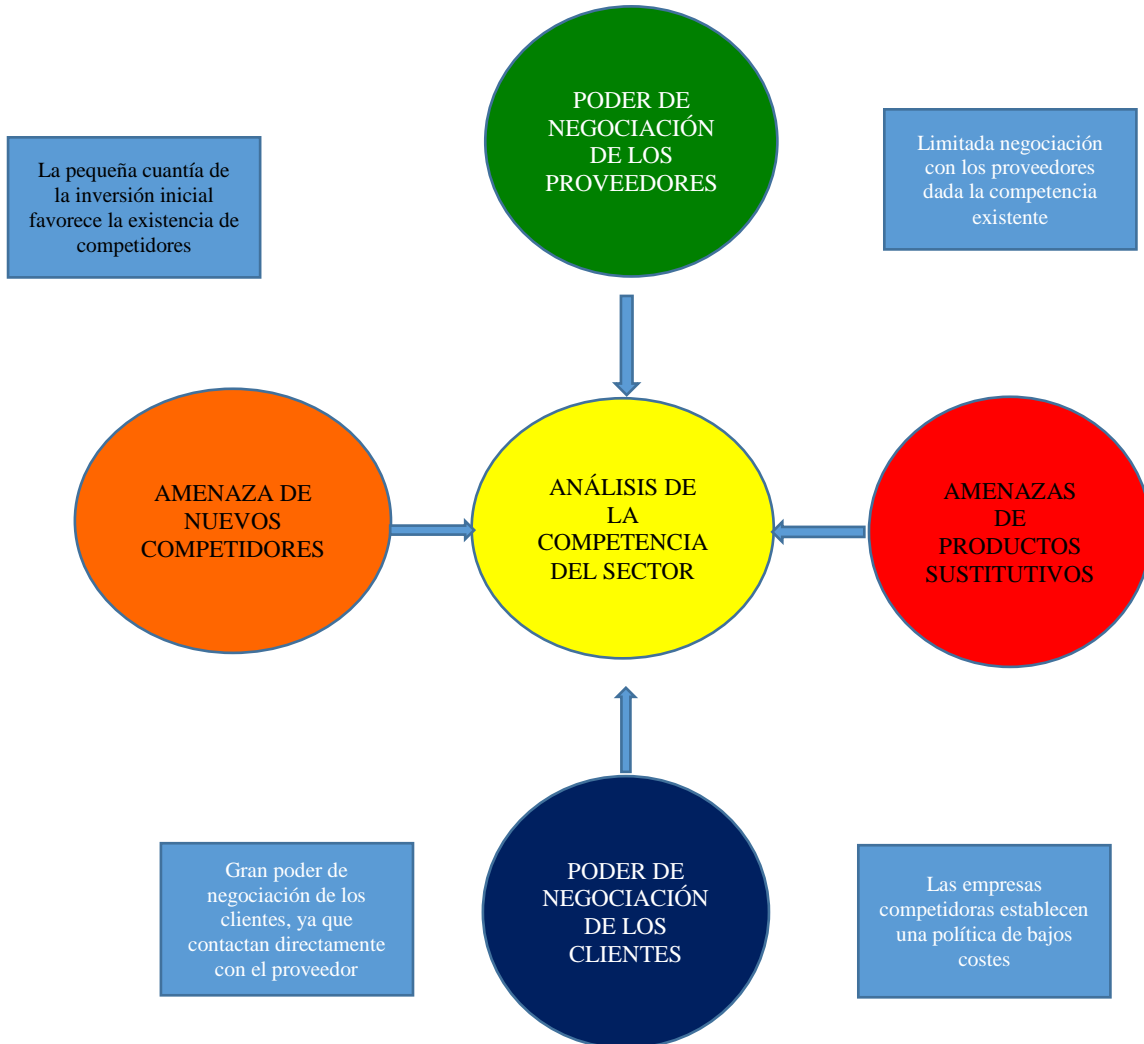 PODER DE
NEGOCIACIÓN
DE LOS
PROVEEDORES
La pequeña cuantía de
la inversión inicial
favorece la existencia de
competidores
Limitada negociación
con los proveedores
dada la competencia
existente
AMENAZA DE
NUEVOS
COMPETIDORES
ANÁLISIS DE
LA
COMPETENCIA
DEL SECTOR
AMENAZAS
DE
PRODUCTOS
SUSTITUTIVOS
Gran poder de
negociación de los
clientes, ya que
contactan directamente
con el proveedor
PODER DE
NEGOCIACIÓN
DE LOS
CLIENTES
Las empresas
competidoras establecen
una política de bajos
costes